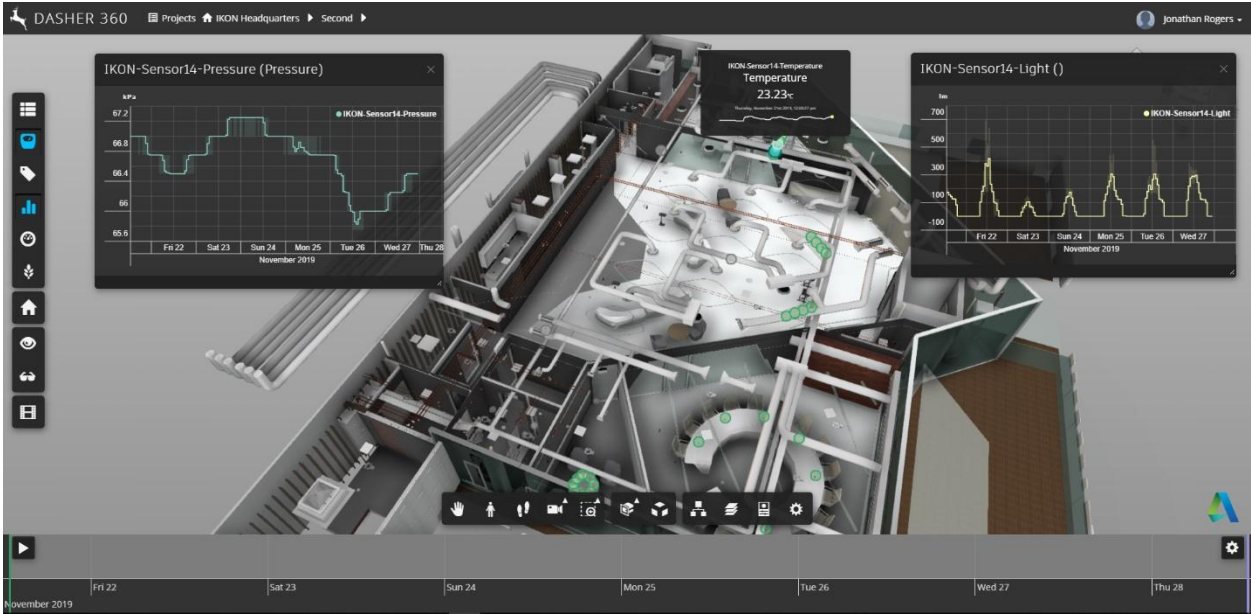 DASHER 360
Projects
IKON Headquarters
Second
Jonathan Rogers
IKON-Sensor14-Pressure (Pressure)
×
kPa
67.2
66.8
66.4
66
65.6
IKON-Sensor14-Pressure
Fri 22
Sat 23
Sun 24
Mon 25
Tue 26
Wed 27
Thu 28
November 2019
IKON-Sensor14-Temperature
Temperature
23.23°C
IKON-Sensor14-Light ()
×
lm
700
500
300
100
-100
IKON-Sensor14-Light
Fri 22
Sat 23
Sun 24
Mon 25
Tue 26
Wed 27
November 2019
Fri 22
Sat 23
Sun 24
Mon 25
Tue 26
Wed 27
Thu 28
November 2019